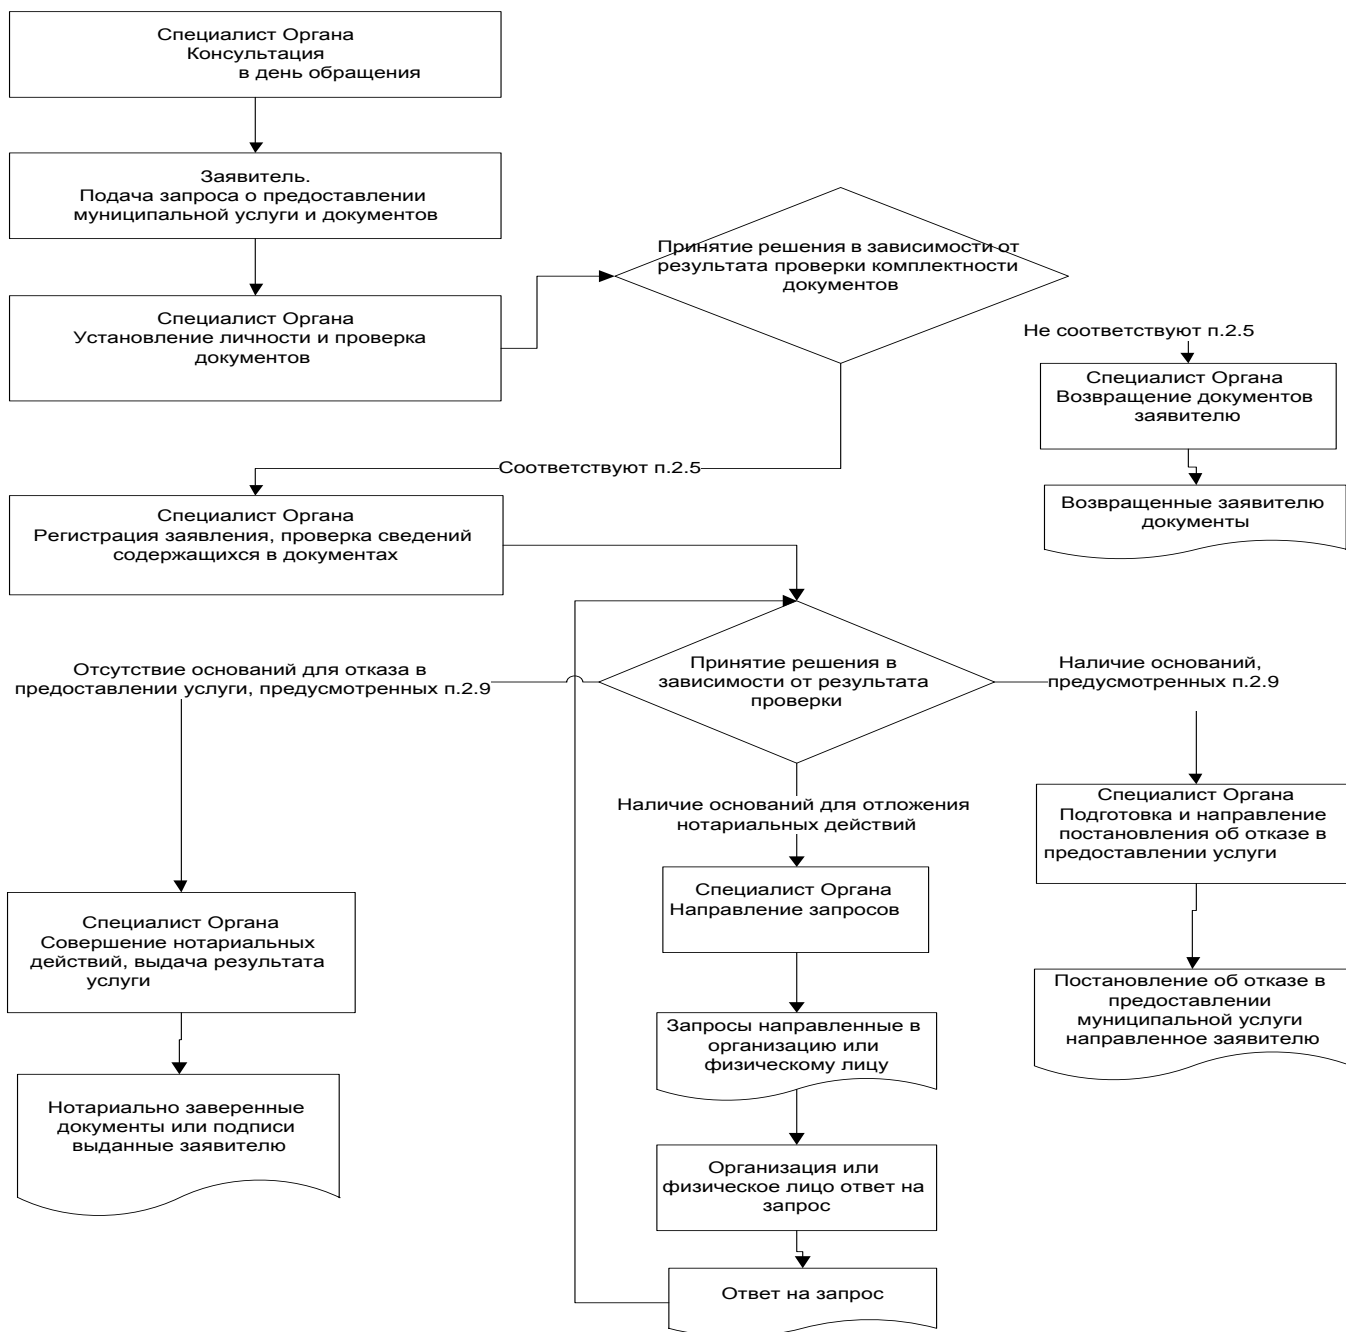 Специалист Органа
Консультация
в день обращения
Заявитель.
Подача запроса о предоставлении
муниципальной услуги и документов
Специалист Органа
Установление личности и проверка
документов
Принятие решения в зависимости от
результата проверки комплектности
документов
Не соответствуют п.2.5
Специалист Органа
Возвращение документов
заявителю
Возвращенные заявителю
документы
Соответствуют п.2.5
Специалист Органа
Регистрация заявления, проверка сведений
содержащихся в документах
Принятие решения в
зависимости от результата
проверки
Отсутствие оснований для отказа в
предоставлении услуги, предусмотренных п.2.9
Наличие оснований,
предусмотренных п.2.9
Наличие оснований для отложения
нотариальных действий
Специалист Органа
Подготовка и направление
постановления об отказе в
предоставлении услуги
Специалист Органа
Направление запросов
Специалист Органа
Совершение нотариальных
действий, выдача результата
услуги
Постановление об отказе в
предоставлении
муниципальной услуги
направленное заявителю
Запросы направленные в
организацию или
физическому лицу
Нотариально заверенные
документы или подписи
выданные заявителю
Организация или
физическое лицо ответ на
запрос
Ответ на запрос